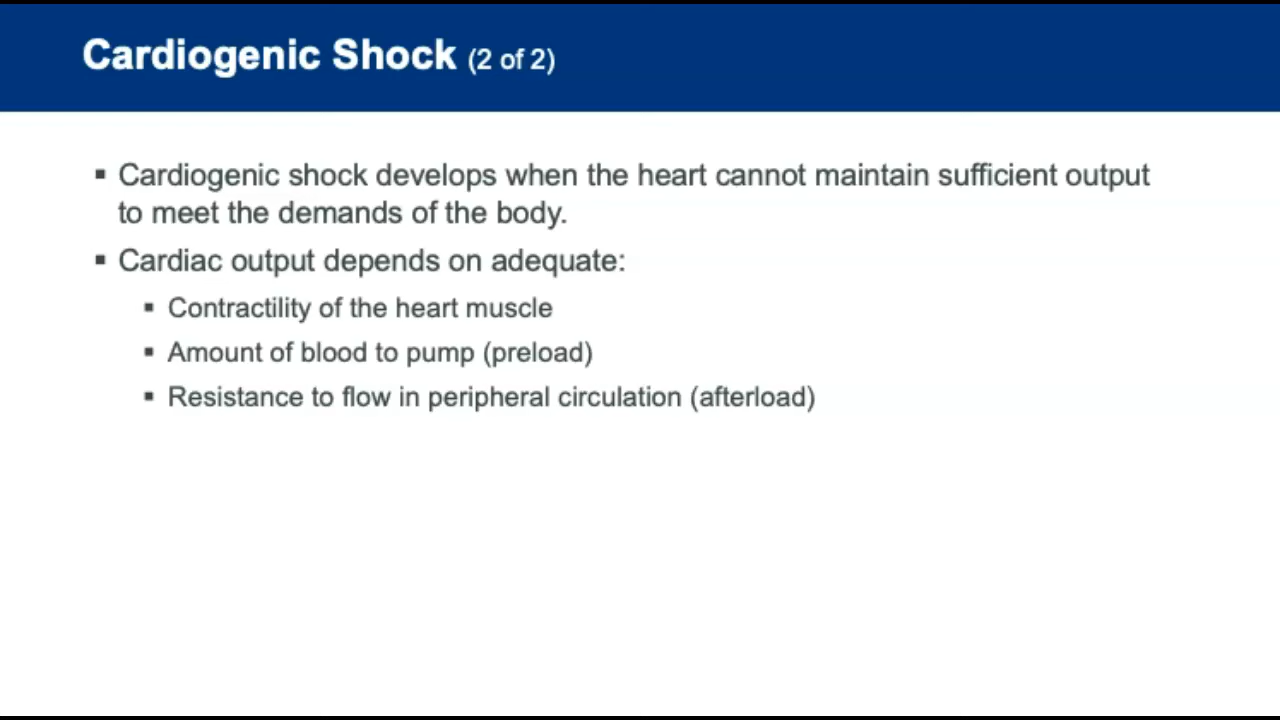 Cardiogenic Shock (2 of 2)
▪ Cardiogenic shock develops when the heart cannot maintain sufficient output
to meet the demands of the body.
▪ Cardiac output depends on adequate:
▪ Contractility of the heart muscle
▪ Amount of blood to pump (preload)
▪ Resistance to flow in peripheral circulation (afterload)